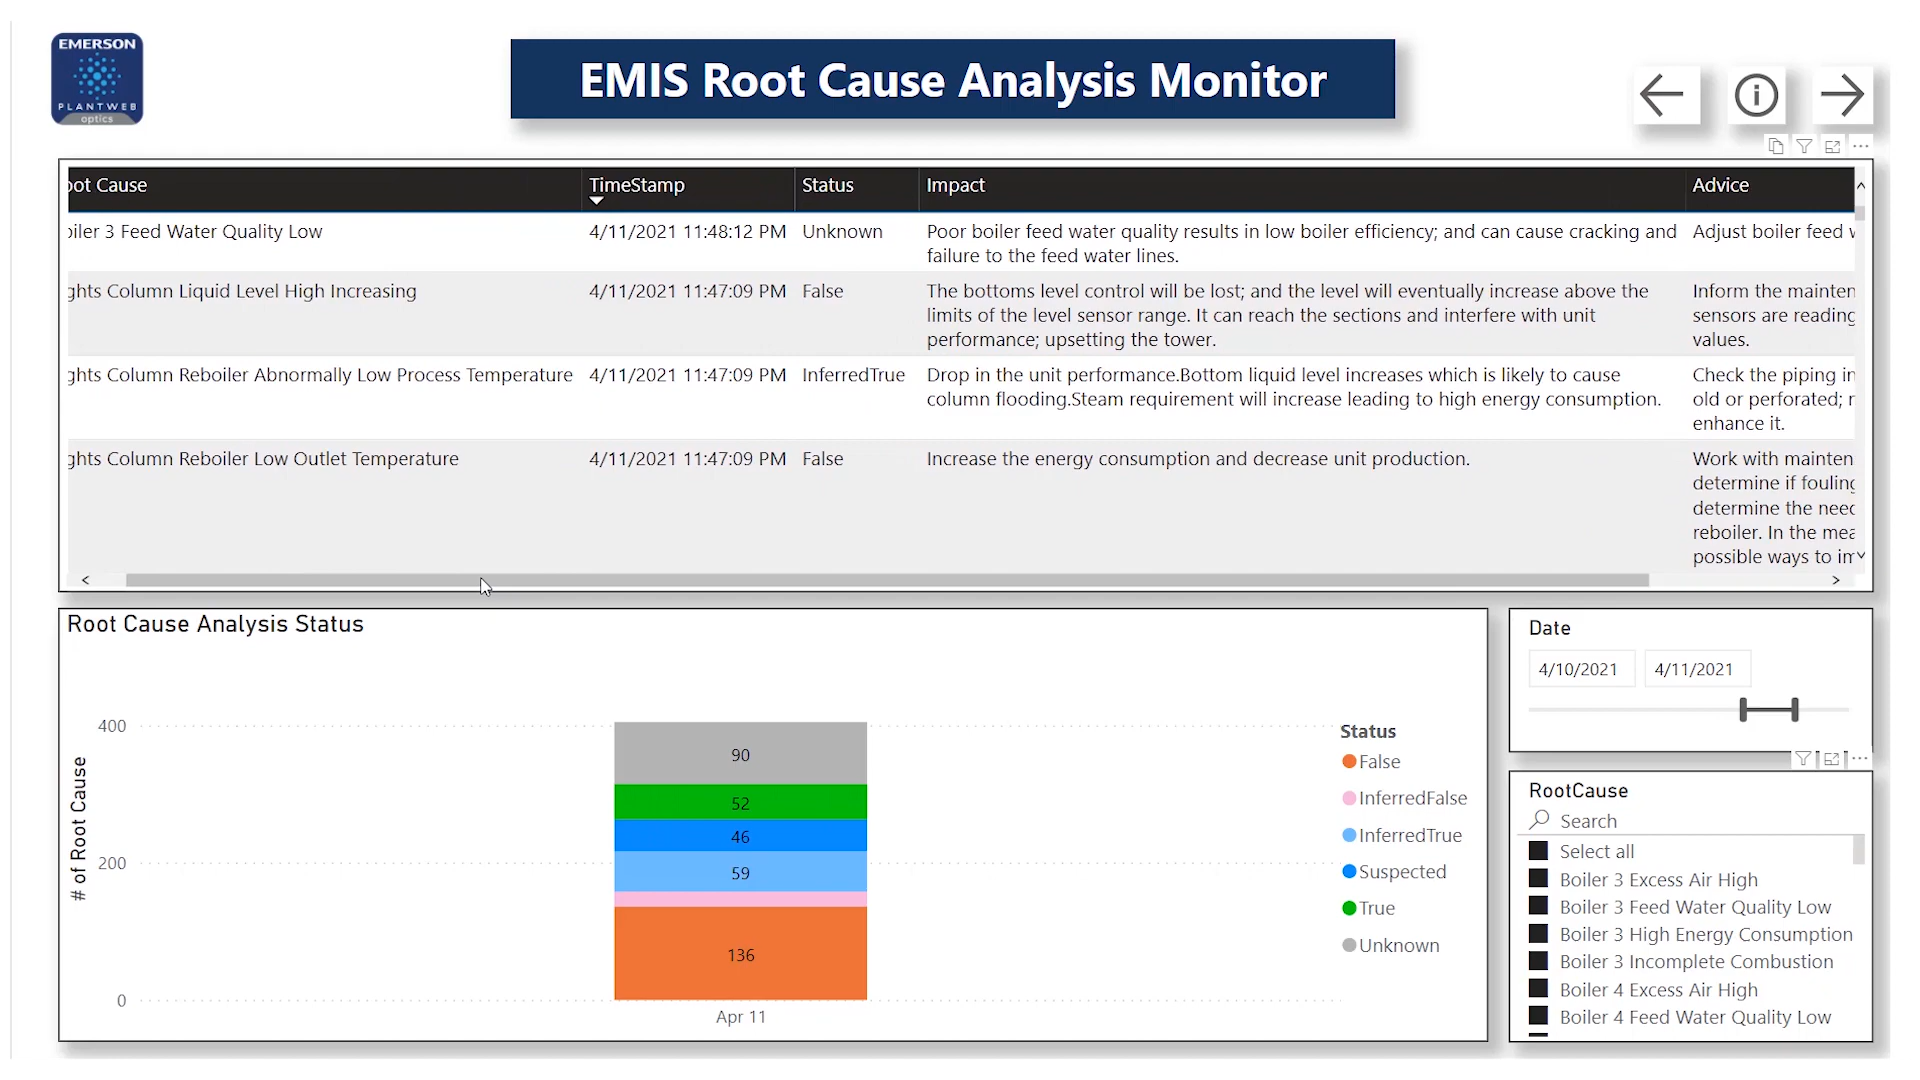 EMERSON
PLANTWEB
optics
EMIS Root Cause Analysis Monitor
oot Cause
TimeStamp
Status
Impact
Advice
oiler 3 Feed Water Quality Low
4/11/2021 11:48:12 PM
Unknown
Poor boiler feed water quality results in low boiler efficiency; and can cause cracking and
failure to the feed water lines.
Adjust boiler feed
ghts Column Liquid Level High Increasing
4/11/2021 11:47:09 PM
False
The bottoms level control will be lost; and the level will eventually increase above the
limits of the level sensor range. It can reach the sections and interfere with unit
performance; upsetting the tower.
Inform the mainten
sensors are reading
values.
ghts Column Reboiler Abnormally Low Process Temperature
4/11/2021 11:47:09 PM
InferredTrue
Drop in the unit performance.Bottom liquid level increases which is likely to cause
column flooding.Steam requirement will increase leading to high energy consumption.
Check the piping in
old or perforated;
enhance it.
ghts Column Reboiler Low Outlet Temperature
4/11/2021 11:47:09 PM
False
Increase the energy consumption and decrease unit production.
Work with mainten
determine if fouling
determine the need
reboiler. In the mea
possible ways to im
Root Cause Analysis Status
# of Root Cause
400
200
0
90
52
46
59
136
Apr 11
Status
False
InferredFalse
InferredTrue
Suspected
True
Unknown
Date
4/10/2021
4/11/2021
RootCause
Search
Select all
Boiler 3 Excess Air High
Boiler 3 Feed Water Quality Low
Boiler 3 High Energy Consumption
Boiler 3 Incomplete Combustion
Boiler 4 Excess Air High
Boiler 4 Feed Water Quality Low